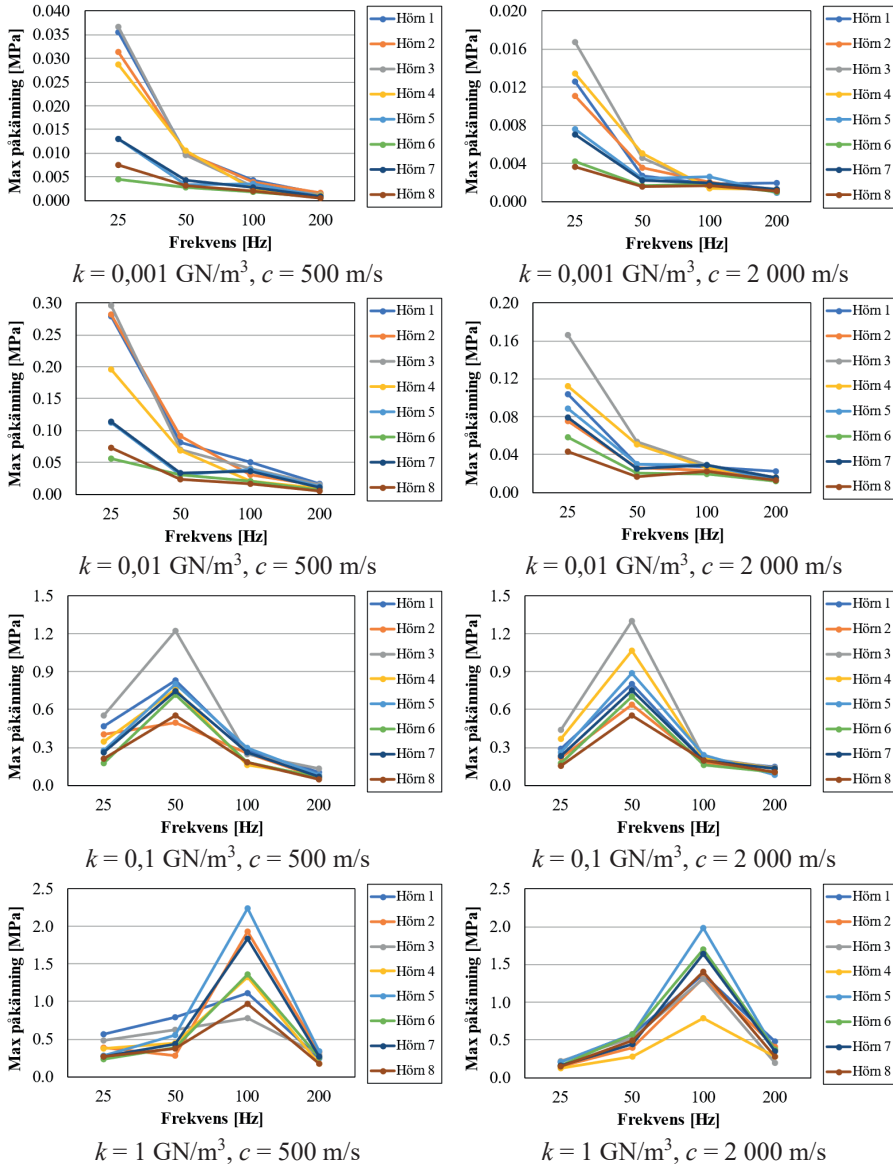 Max påkänning [MPa]
0.040
0.035
0.030
0.025
0.020
0.015
0.010
0.005
0.000
25 50 100 200
Frekvens [Hz]
Hörn 1
Hörn 2
Hörn 3
Hörn 4
Hörn 5
Hörn 6
Hörn 7
Hörn 8
k = 0,001 GN/m³, c = 500 m/s
Max påkänning [MPa]
0.020
0.016
0.012
0.008
0.004
0.000
25 50 100 200
Frekvens [Hz]
Hörn 1
Hörn 2
Hörn 3
Hörn 4
Hörn 5
Hörn 6
Hörn 7
Hörn 8
k = 0,001 GN/m³, c = 2 000 m/s
Max påkänning [MPa]
0.30
0.25
0.20
0.15
0.10
0.05
0.00
25 50 100 200
Frekvens [Hz]
Hörn 1
Hörn 2
Hörn 3
Hörn 4
Hörn 5
Hörn 6
Hörn 7
Hörn 8
k = 0,01 GN/m³, c = 500 m/s
Max påkänning [MPa]
0.20
0.16
0.12
0.08
0.04
0.00
25 50 100 200
Frekvens [Hz]
Hörn 1
Hörn 2
Hörn 3
Hörn 4
Hörn 5
Hörn 6
Hörn 7
Hörn 8
k = 0,01 GN/m³, c = 2 000 m/s
Max påkänning [MPa]
1.5
1.2
0.9
0.6
0.3
0.0
25 50 100 200
Frekvens [Hz]
Hörn 1
Hörn 2
Hörn 3
Hörn 4
Hörn 5
Hörn 6
Hörn 7
Hörn 8
k = 0,1 GN/m³, c = 500 m/s
Max påkänning [MPa]
1.5
1.2
0.9
0.6
0.3
0.0
25 50 100 200
Frekvens [Hz]
Hörn 1
Hörn 2
Hörn 3
Hörn 4
Hörn 5
Hörn 6
Hörn 7
Hörn 8
k = 0,1 GN/m³, c = 2 000 m/s
Max påkänning [MPa]
2.5
2.0
1.5
1.0
0.5
0.0
25 50 100 200
Frekvens [Hz]
Hörn 1
Hörn 2
Hörn 3
Hörn 4
Hörn 5
Hörn 6
Hörn 7
Hörn 8
k = 1 GN/m³, c = 500 m/s
Max påkänning [MPa]
2.5
2.0
1.5
1.0
0.5
0.0
25 50 100 200
Frekvens [Hz]
Hörn 1
Hörn 2
Hörn 3
Hörn 4
Hörn 5
Hörn 6
Hörn 7
Hörn 8
k = 1 GN/m³, c = 2 000 m/s